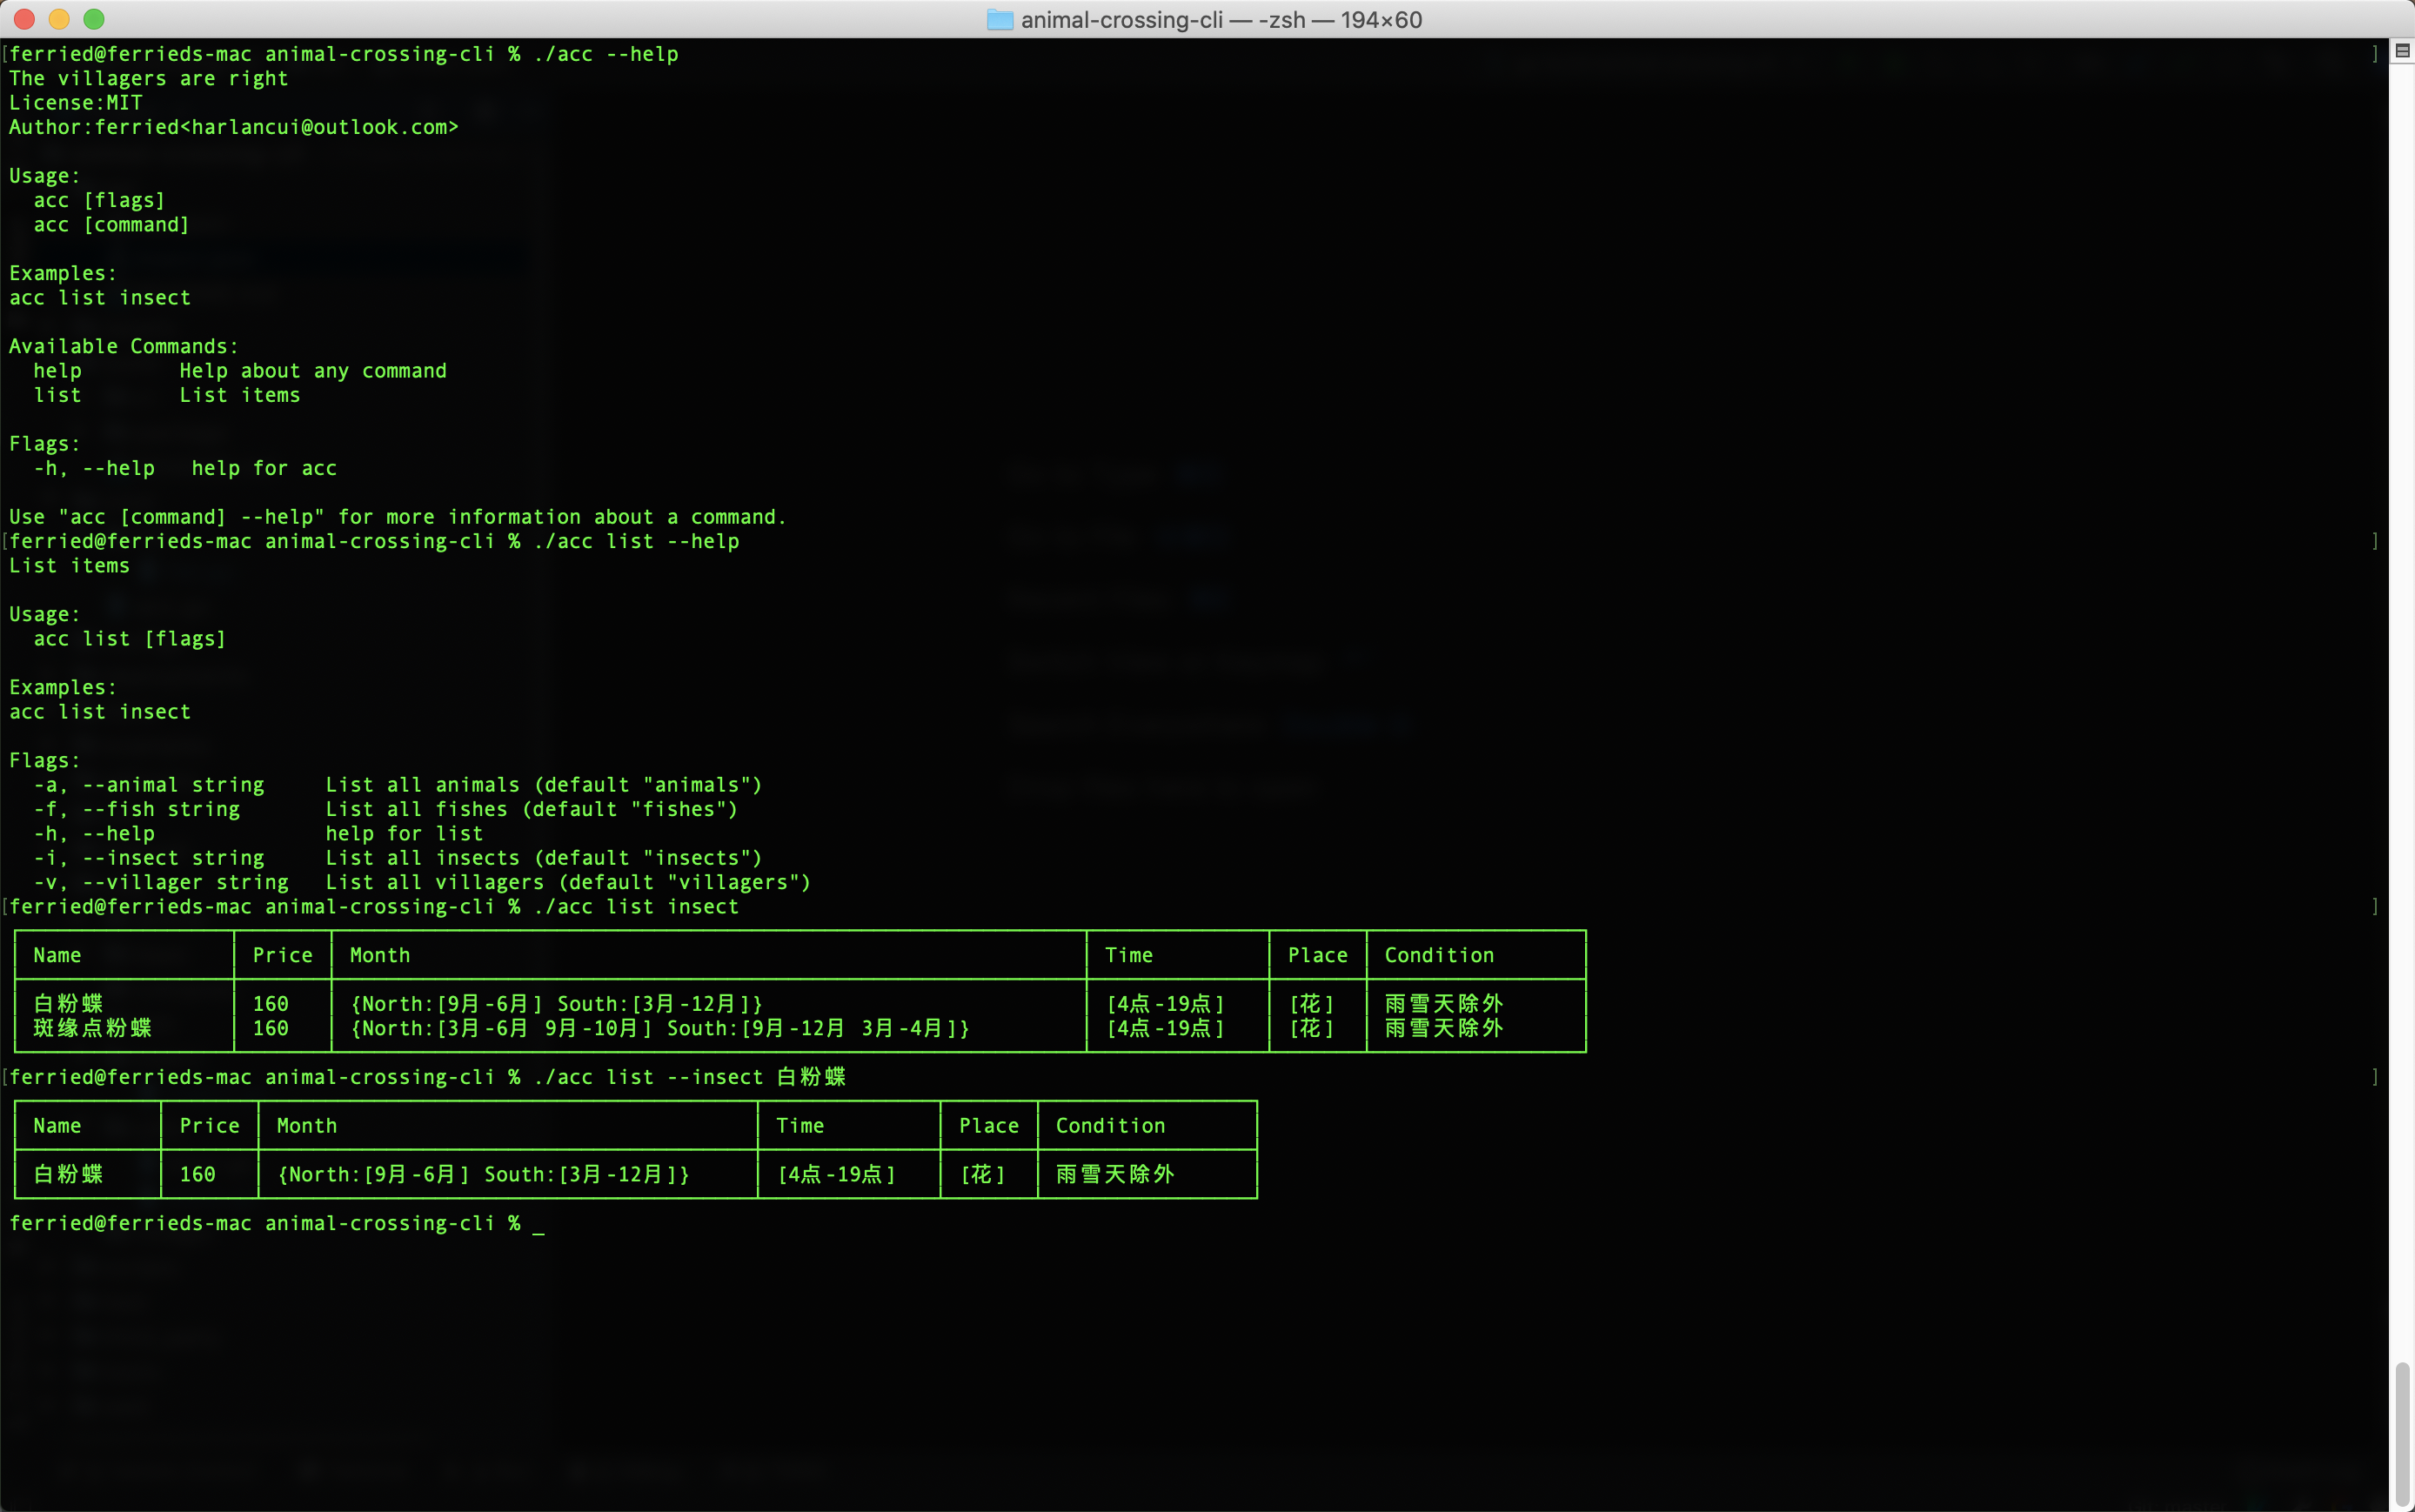 animal-crossing-cli — -zsh — 194×60
[ferried@ferrieds-mac animal-crossing-cli % ./acc --help ]
The villagers are right
License:MIT
Author:ferried<harlancui@outlook.com>
Usage:
acc [flags]
acc [command]
Examples:
acc list insect
Available Commands:
help Help about any command
list List items
Flags:
-h, --help help for acc
Use "acc [command] --help" for more information about a command.
[ferried@ferrieds-mac animal-crossing-cli % ./acc list --help ]
List items
Usage:
acc list [flags]
Examples:
acc list insect
Flags:
-a, --animal string List all animals (default "animals")
-f, --fish string List all fishes (default "fishes")
-h, --help help for list
-i, --insect string List all insects (default "insects")
-v, --villager string List all villagers (default "villagers")
[ferried@ferrieds-mac animal-crossing-cli % ./acc list insect ]
Name Price Month Time Place Condition
白粉蝶 160 {North:[9月-6月] South:[3月-12月]} [4点-19点] [花] 雨雪天除外
斑缘点粉蝶 160 {North:[3月-6月 9月-10月] South:[9月-12月 3月-4月]} [4点-19点] [花] 雨雪天除外
[ferried@ferrieds-mac animal-crossing-cli % ./acc list --insect 白粉蝶 ]
Name Price Month Time Place Condition
白粉蝶 160 {North:[9月-6月] South:[3月-12月]} [4点-19点] [花] 雨雪天除外
ferried@ferrieds-mac animal-crossing-cli % _